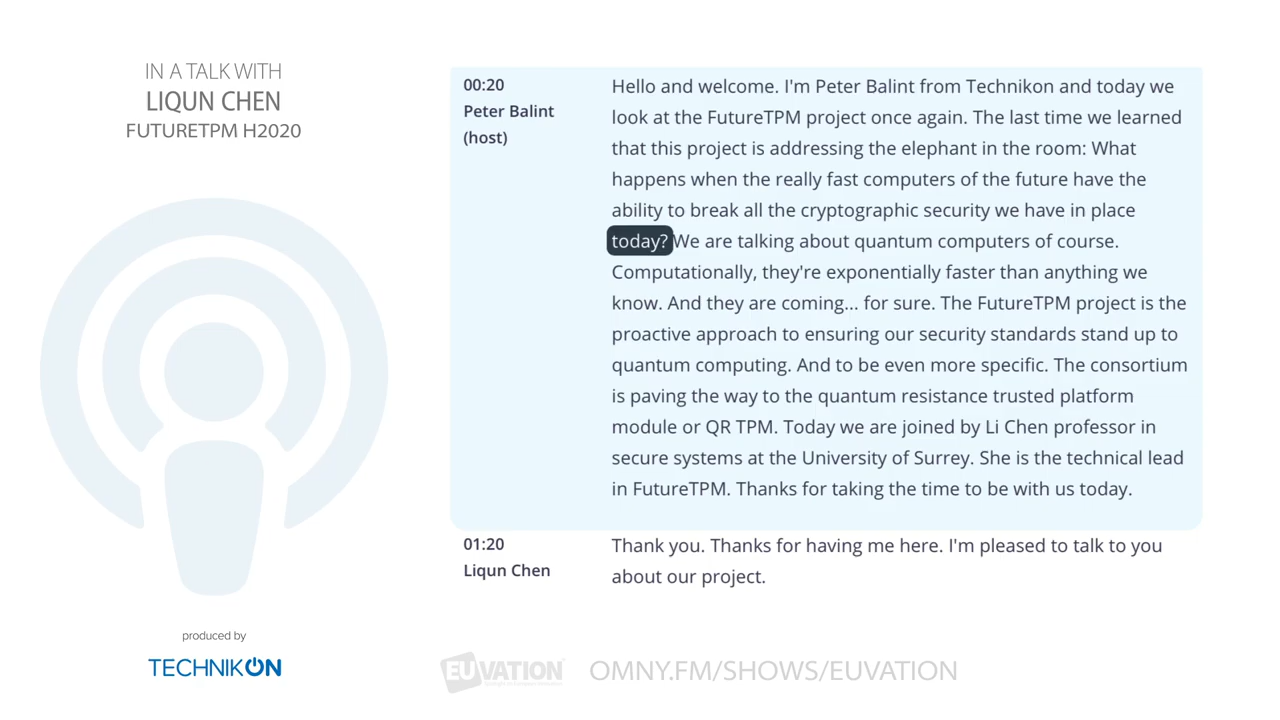 IN A TALK WITH
LIQUN CHEN
FUTURETPM H2020
00:20
Peter Balint
(host)
Hello and welcome. I'm Peter Balint from Technikon and today we
look at the FutureTPM project once again. The last time we learned
that this project is addressing the elephant in the room: What
happens when the really fast computers of the future have the
ability to break all the cryptographic security we have in place
today? We are talking about quantum computers of course.
Computationally, they're exponentially faster than anything we
know. And they are coming... for sure. The FutureTPM project is the
proactive approach to ensuring our security standards stand up to
quantum computing. And to be even more specific. The consortium
is paving the way to the quantum resistance trusted platform
module or QR TPM. Today we are joined by Li Chen professor in
secure systems at the University of Surrey. She is the technical lead
in FutureTPM. Thanks for taking the time to be with us today.
01:20
Liqun Chen
Thank you. Thanks for having me here. I'm pleased to talk to you
about our project.
produced by
TECHNIKON
EUVATION
OMNY.FM/SHOWS/EUVATION